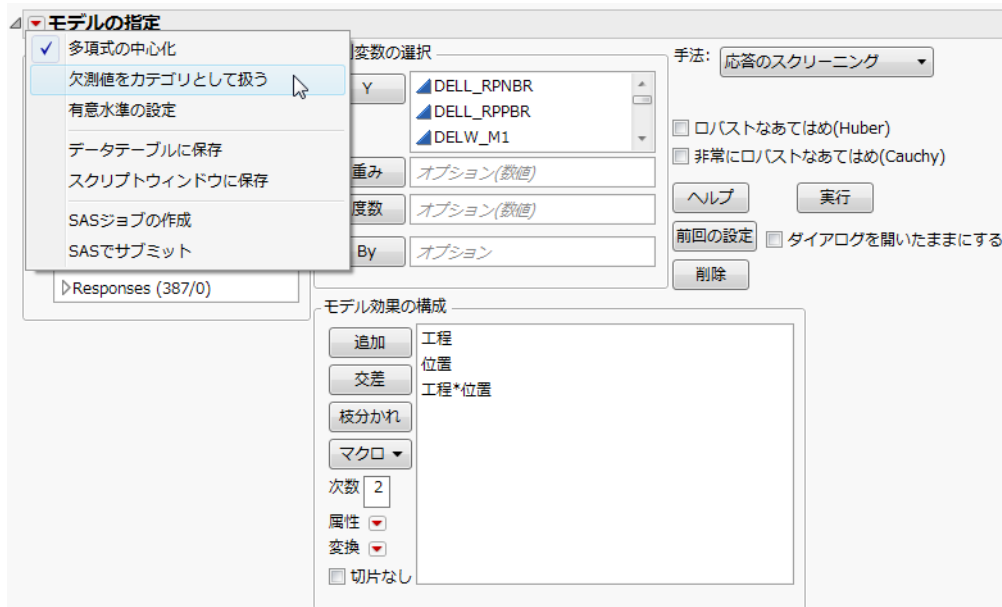 モデルの指定
多項式の中心化
欠測値をカテゴリとして扱う
有意水準の設定
データテーブルに保存
スクリプトウィンドウに保存
SASジョブの作成
SASでサブミット
Responses (387/0)
変数の選択
Y
DELL_RPNBR
DELL_RPPBR
DELW_M1
重み
オプション(数値)
度数
オプション(数値)
By
オプション
手法:
応答のスクリーニング
ロバストなあてはめ(Huber)
非常にロバストなあてはめ(Cauchy)
ヘルプ
実行
前回の設定
ダイアログを開いたままにする
削除
モデル効果の構成
追加
交差
枝分かれ
マクロ
次数 2
属性
変換
切片なし
工程
位置
工程*位置